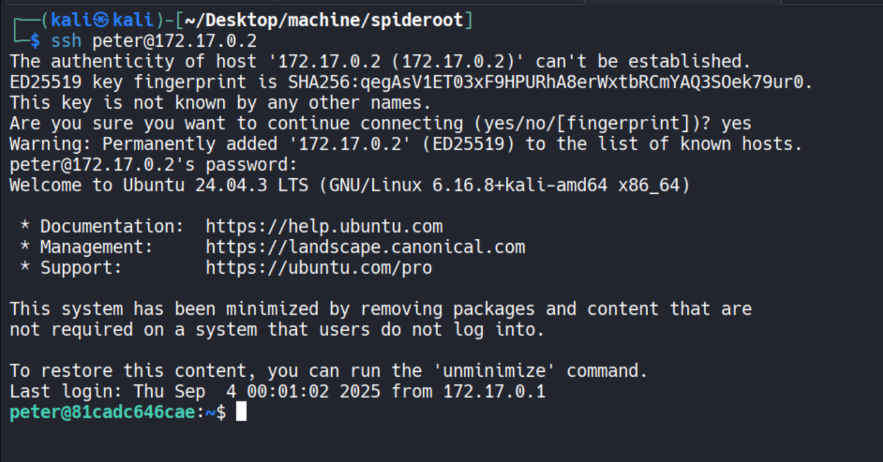 ┌──(kali㉿kali)-[~/Desktop/machine/spideroot]
└─$ ssh peter@172.17.0.2
The authenticity of host '172.17.0.2 (172.17.0.2)' can't be established.
ED25519 key fingerprint is SHA256:qegAsV1ET03xF9HPURhA8erWxtbRCmYAQ3SOek79ur0.
This key is not known by any other names.
Are you sure you want to continue connecting (yes/no/[fingerprint])? yes
Warning: Permanently added '172.17.0.2' (ED25519) to the list of known hosts.
peter@172.17.0.2's password:
Welcome to Ubuntu 24.04.3 LTS (GNU/Linux 6.16.8+kali-amd64 x86_64)

 * Documentation:  https://help.ubuntu.com
 * Management:     https://landscape.canonical.com
 * Support:        https://ubuntu.com/pro

This system has been minimized by removing packages and content that are
not required on a system that users do not log into.

To restore this content, you can run the 'unminimize' command.
Last login: Thu Sep  4 00:01:02 2025 from 172.17.0.1
peter@81cadc646cae:~$